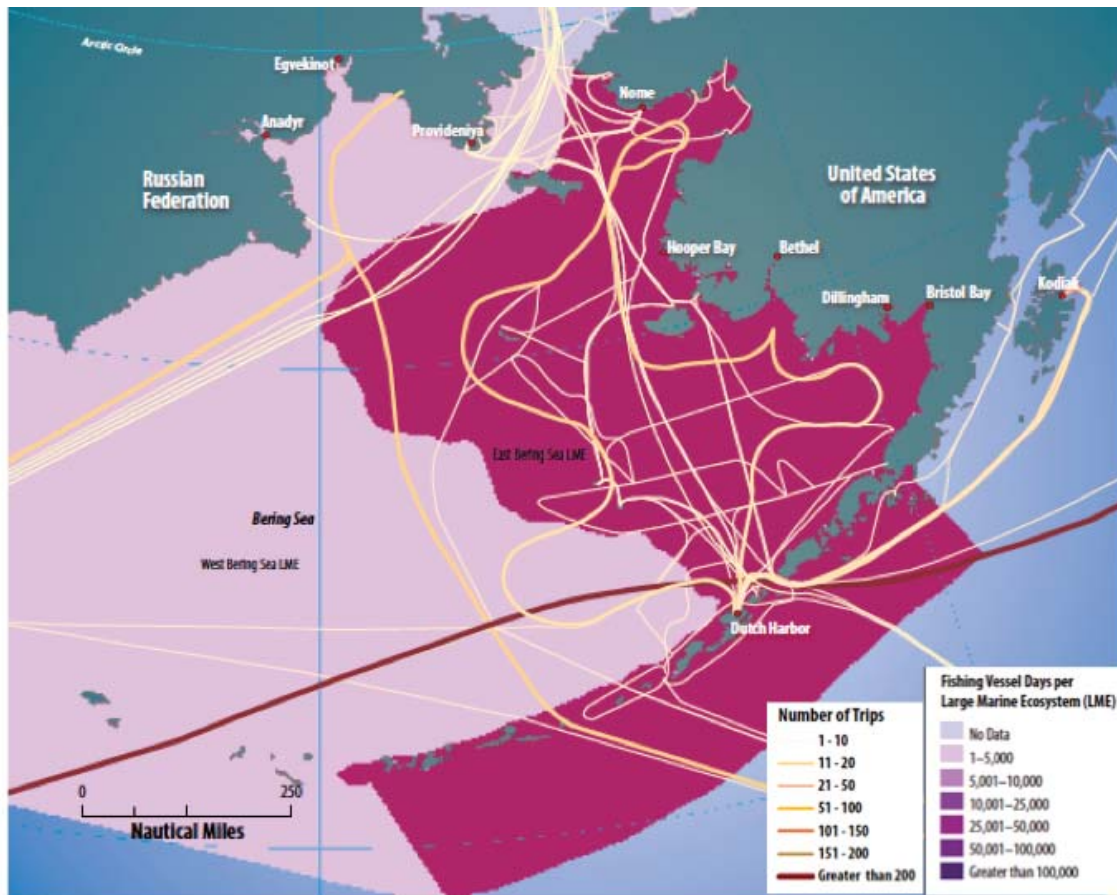 Arctic Circle
Egvekinot
Nome
Anadyr
Provideniya
Russian
Federation
United States
of America
Hooper Bay
Bethel
Dillingham
Bristol Bay
Kodiak
East Bering Sea LME
Bering Sea
West Bering Sea LME
Dutch Harbor
0
250
Nautical Miles
Number of Trips
1 - 10
11 - 20
21 - 50
51 - 100
101 - 150
151 - 200
Greater than 200
Fishing Vessel Days per
Large Marine Ecosystem (LME)
No Data
1–5,000
5,001–10,000
10,001–25,000
25,001–50,000
50,001–100,000
Greater than 100,000